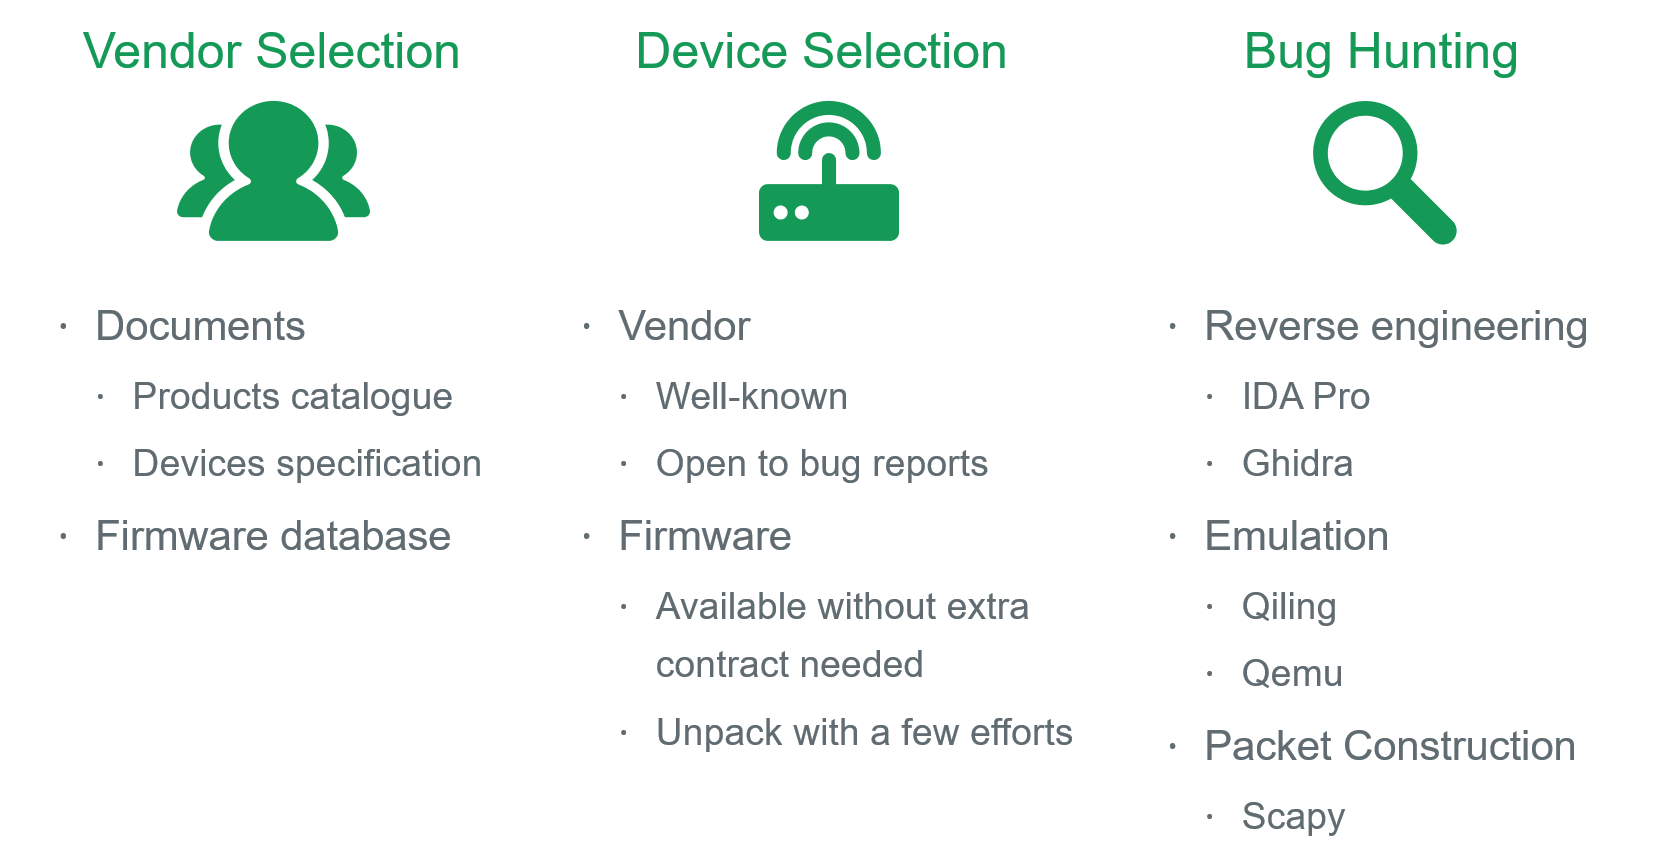 Vendor Selection
Documents
Products catalogue
Devices specification
Firmware database
Device Selection
Vendor
Well-known
Open to bug reports
Firmware
Available without extra
contract needed
Unpack with a few efforts
Bug Hunting
Reverse engineering
IDA Pro
Ghidra
Emulation
Qiling
Qemu
Packet Construction
Scapy